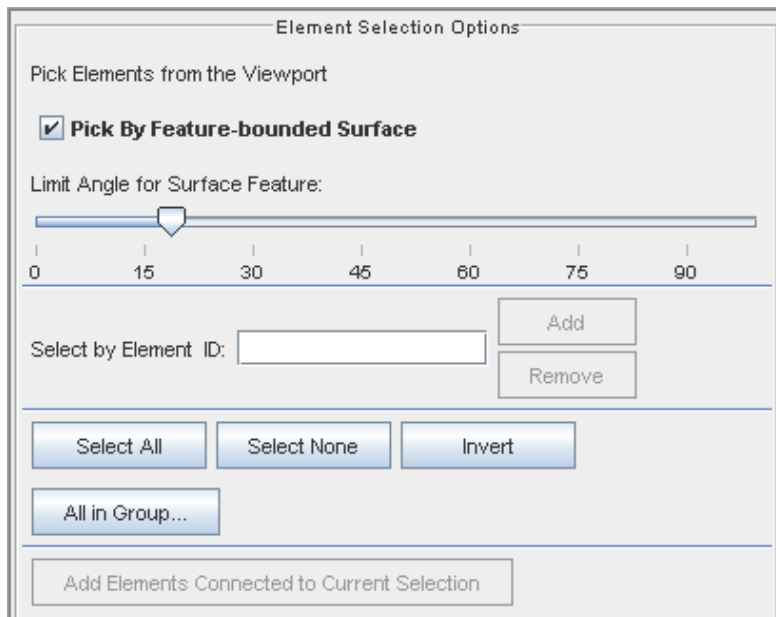 Element Selection Options
Pick Elements from the Viewport
Pick By Feature-bounded Surface
Limit Angle for Surface Feature:
0 15 30 45 60 75 90
Select by Element ID:
Add
Remove
Select All Select None Invert
All in Group...
Add Elements Connected to Current Selection